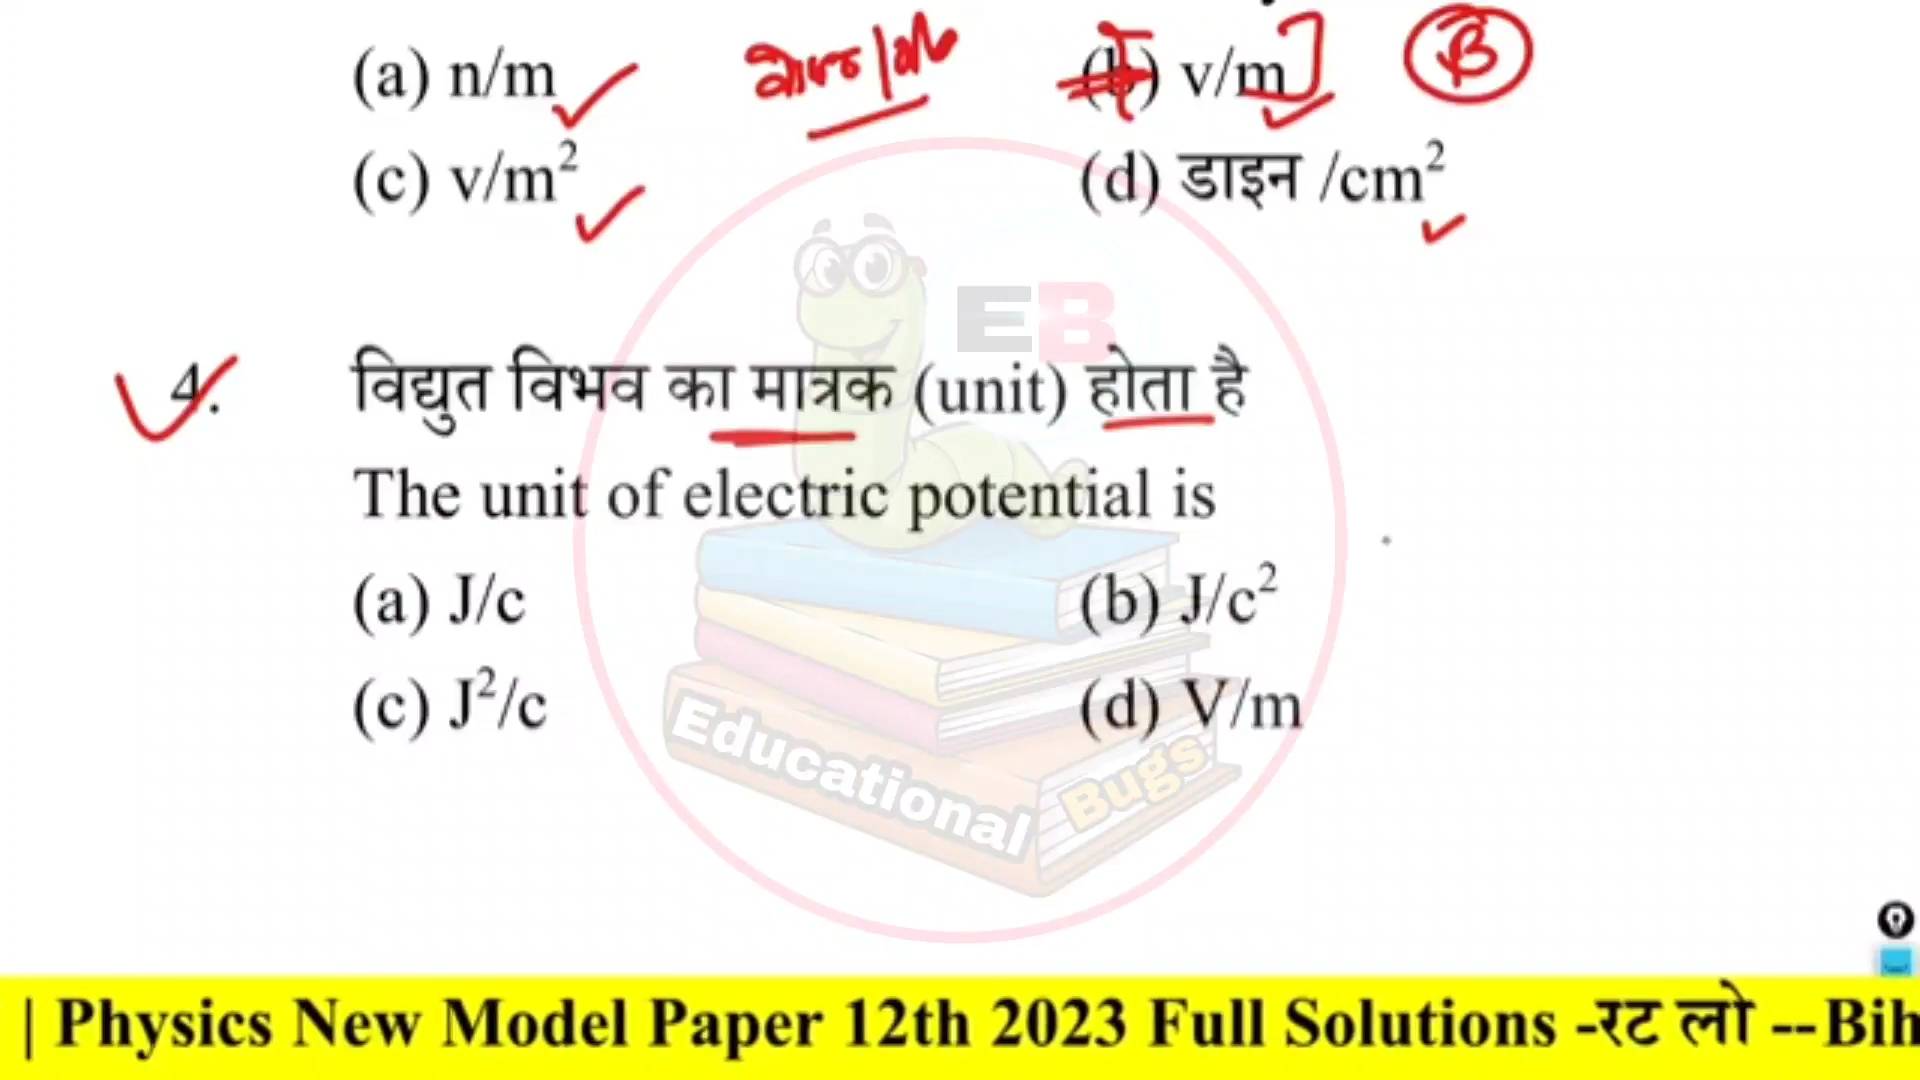 (a) n/m वोल्ट/मी (b) v/m B
(c) v/m² (d) डाइन /cm²
EB
4. विद्युत विभव का मात्रक (unit) होता है
The unit of electric potential is
(a) J/c (b) J/c²
(c) J²/c (d) V/m
Educational Bugs
| Physics New Model Paper 12th 2023 Full Solutions -रट लो --Bih